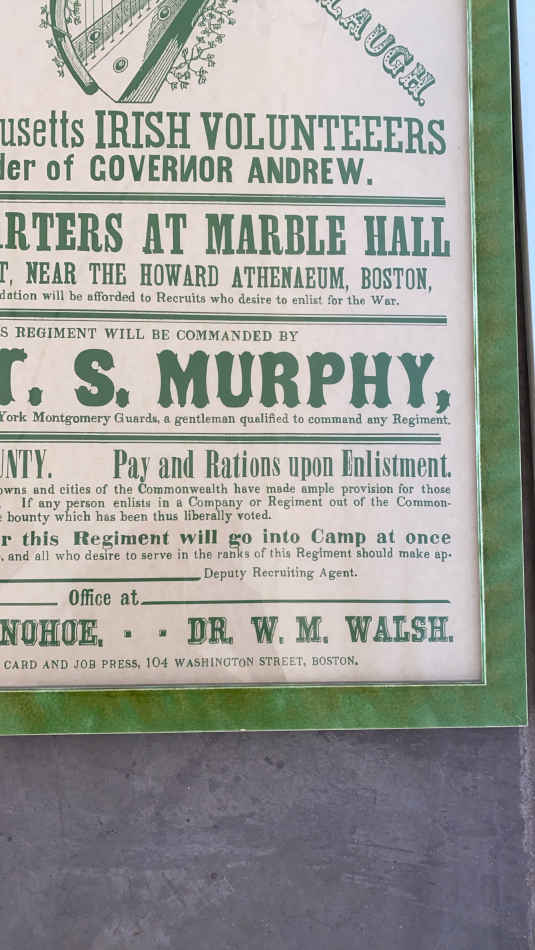 LAUGH.
usetts IRISH VOLUNTEEERS
der of GOVERNOR ANDREW.
RTERS AT MARBLE HALL
T, NEAR THE HOWARD ATHENAEUM, BOSTON,
dation will be afforded to Recruits who desire to enlist for the War.
S REGIMENT WILL BE COMMANDED BY
T. S. MURPHY,
York Montgomery Guards, a gentleman qualified to command any Regiment.
UNTY. Pay and Rations upon Enlistment.
owns and cities of the Commonwealth have made ample provision for those
If any person enlists in a Company or Regiment out of the Common-
e bounty which has been thus liberally voted.
r this Regiment will go into Camp at once
, and all who desire to serve in the ranks of this Regiment should make ap-
Deputy Recruiting Agent.
Office at
NOHOE, - - DR. W. M. WALSH.
CARD AND JOB PRESS, 104 WASHINGTON STREET, BOSTON.